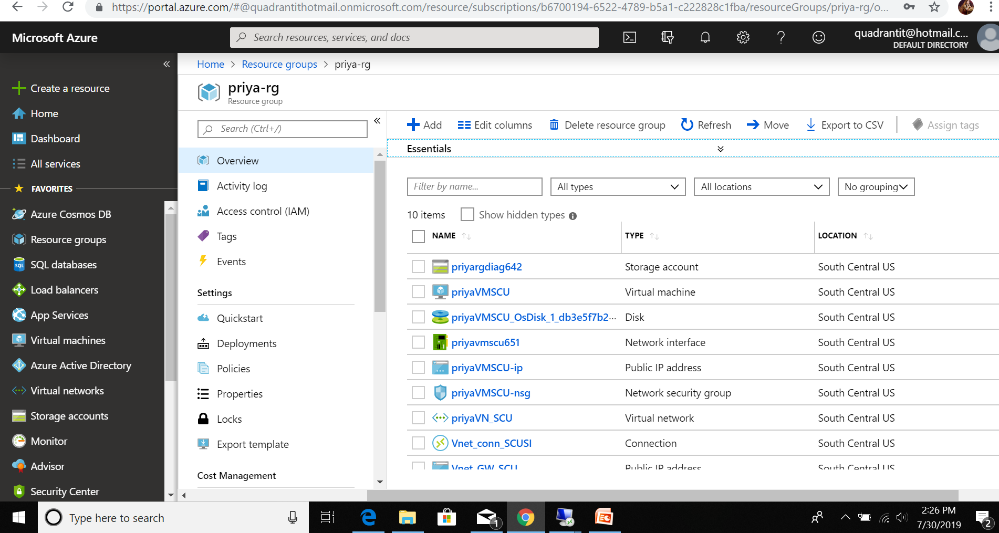 https://portal.azure.com/#@quadrantithotmail.onmicrosoft.com/resource/subscriptions/b6700194-6522-4789-b5a1-c222828c1fba/resourceGroups/priya-rg/o...
Microsoft Azure
Search resources, services, and docs
quadrantit@hotmail.c...
DEFAULT DIRECTORY
Create a resource
Home
Dashboard
All services
FAVORITES
Azure Cosmos DB
Resource groups
SQL databases
Load balancers
App Services
Virtual machines
Azure Active Directory
Virtual networks
Storage accounts
Monitor
Advisor
Security Center
Home > Resource groups > priya-rg
priya-rg
Resource group
Search (Ctrl+/)
Overview
Activity log
Access control (IAM)
Tags
Events
Settings
Quickstart
Deployments
Policies
Properties
Locks
Export template
Cost Management
Add Edit columns Delete resource group Refresh Move Export to CSV Assign tags
Essentials
Filter by name... All types All locations No grouping
10 items Show hidden types
NAME TYPE LOCATION
priyargdiag642 Storage account South Central US
priyaVMSCU Virtual machine South Central US
priyaVMSCU_OsDisk_1_db3e5f7b2... Disk South Central US
priyavmscu651 Network interface South Central US
priyaVMSCU-ip Public IP address South Central US
priyaVMSCU-nsg Network security group South Central US
priyaVN_SCU Virtual network South Central US
Vnet_conn_SCUSI Connection South Central US
Vnet_GW_SCU Public IP address South Central US
Type here to search
1
2:26 PM
7/30/2019
2